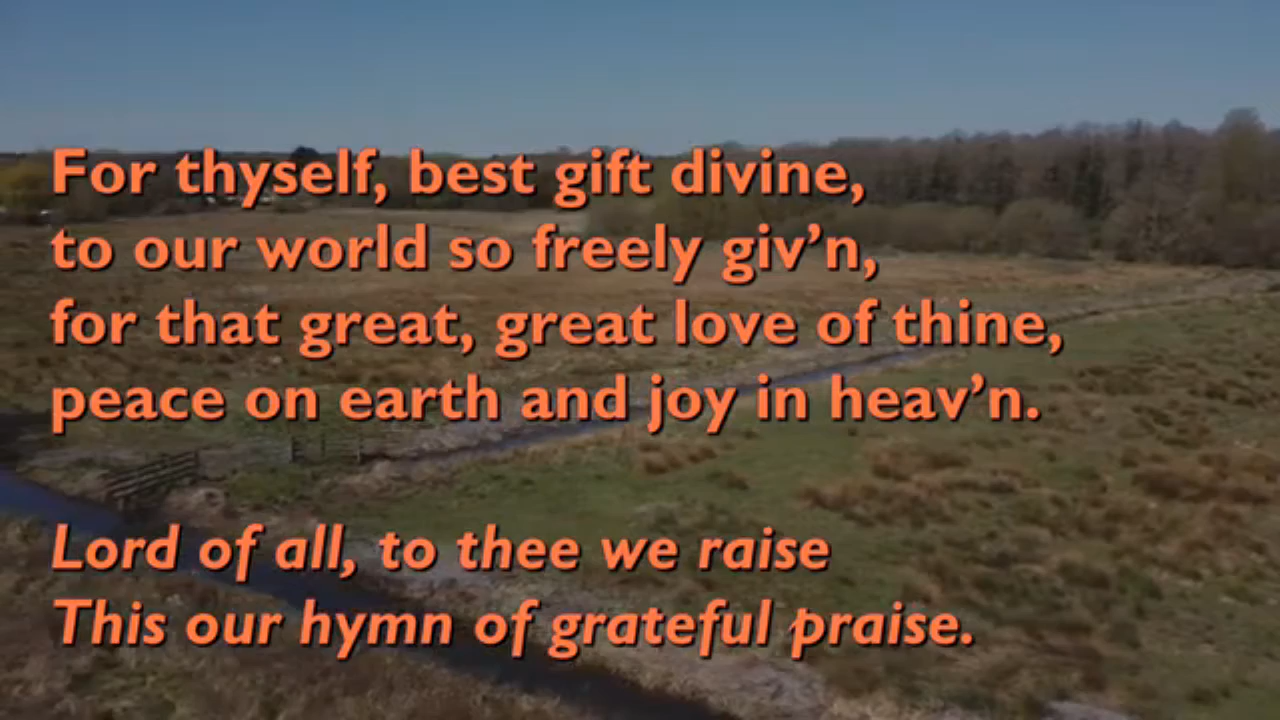 For thyself, best gift divine,
to our world so freely giv’n,
for that great, great love of thine,
peace on earth and joy in heav’n.
Lord of all, to thee we raise
This our hymn of grateful praise.